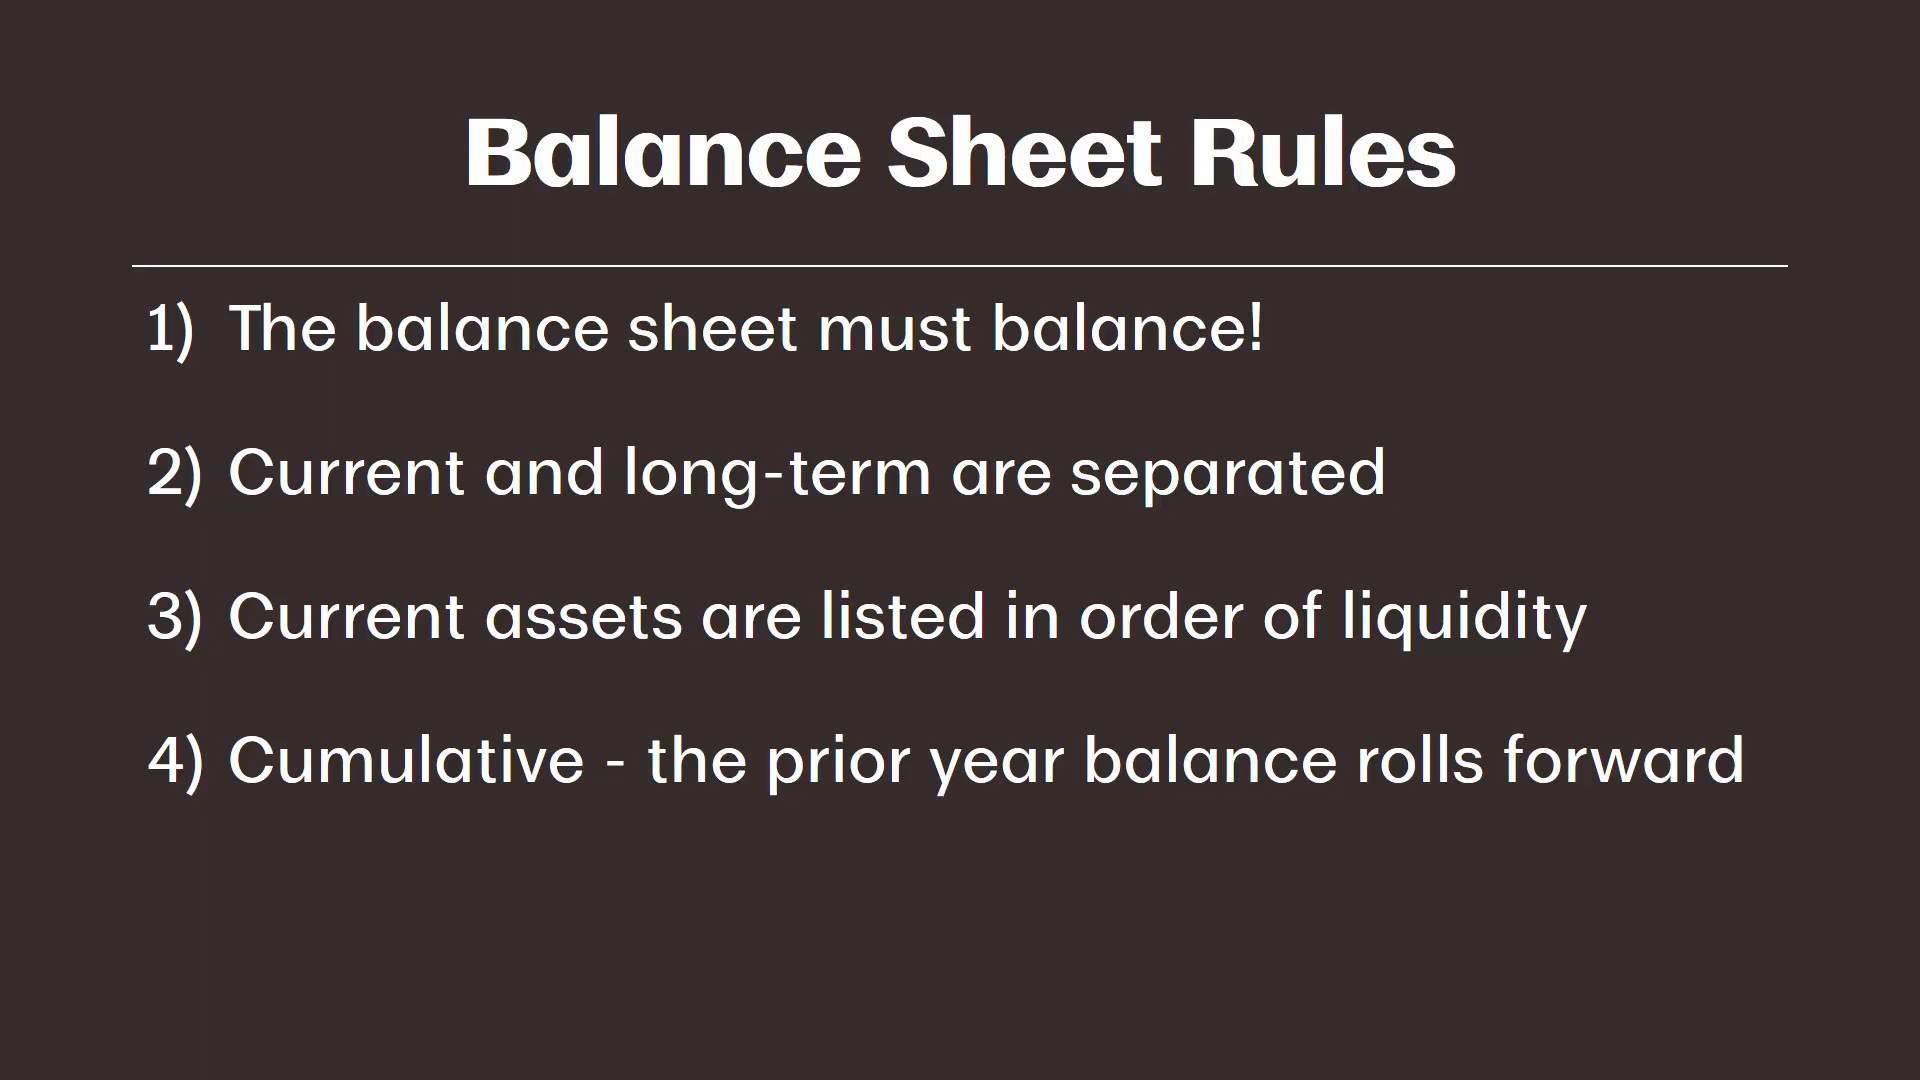 Balance Sheet Rules
1) The balance sheet must balance!
2) Current and long-term are separated
3) Current assets are listed in order of liquidity
4) Cumulative - the prior year balance rolls forward